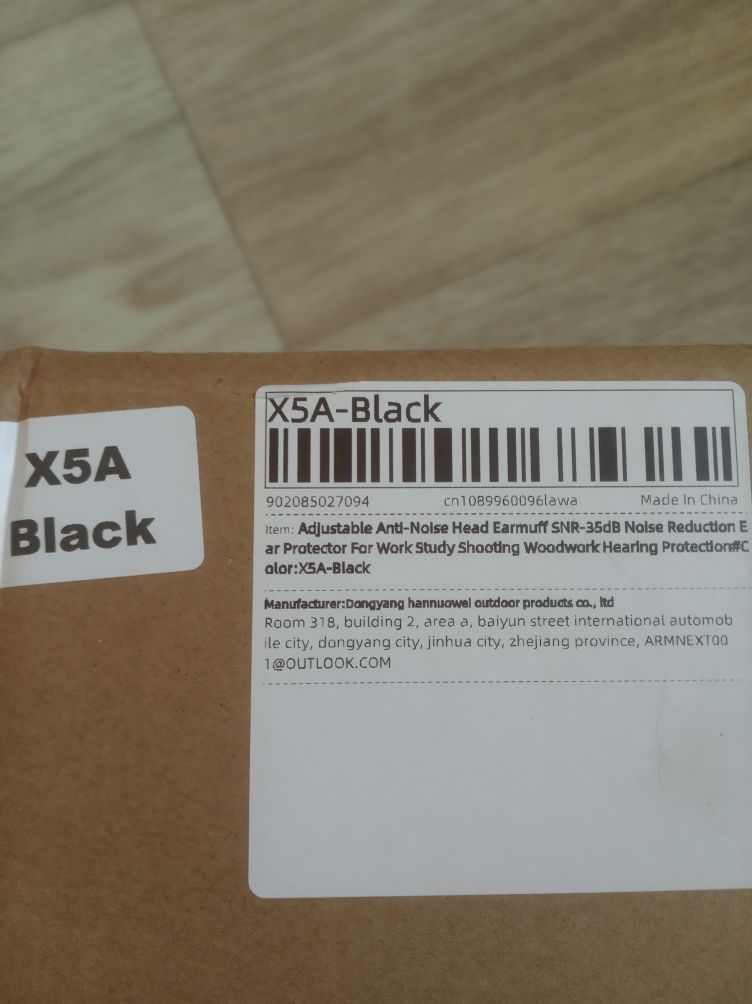 X5A
Black
X5A-Black
902085027094 cn1089960096lawa Made In China
Item: Adjustable Anti-Noise Head Earmuff SNR-35dB Noise Reduction E
ar Protector For Work Study Shooting Woodwork Hearing Protection#C
olor:X5A-Black
Manufacturer:Dongyang hannuowei outdoor products co., ltd
Room 318, building 2, area a, baiyun street international automob
ile city, dongyang city, jinhua city, zhejiang province, ARMNEXT00
1@OUTLOOK.COM